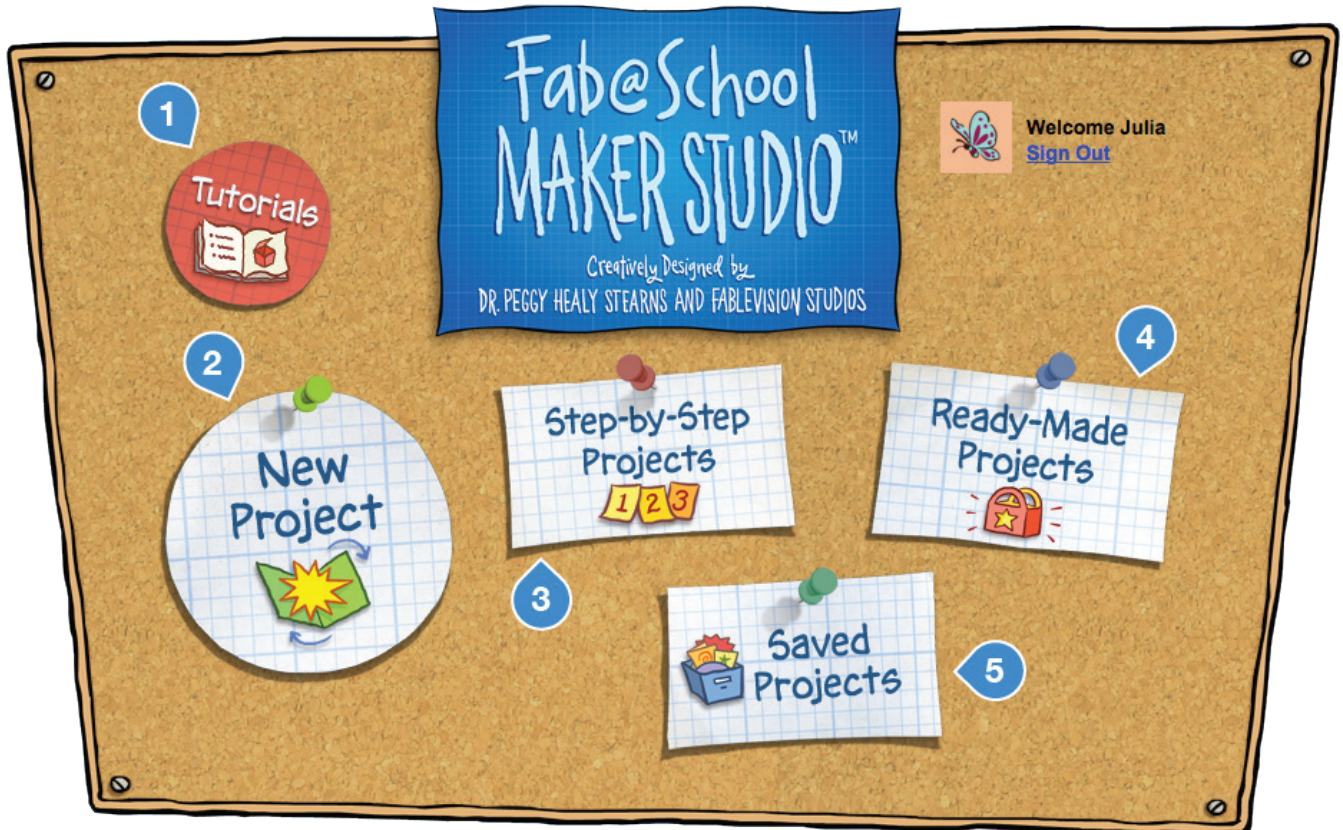 Fab@School
MAKER STUDIO™
Creatively Designed by
DR. PEGGY HEALY STEARNS AND FABLEVISION STUDIOS
Welcome Julia
Sign Out
1
Tutorials
2
New
Project
3
Step-by-Step
Projects
1 2 3
4
Ready-Made
Projects
5
Saved
Projects